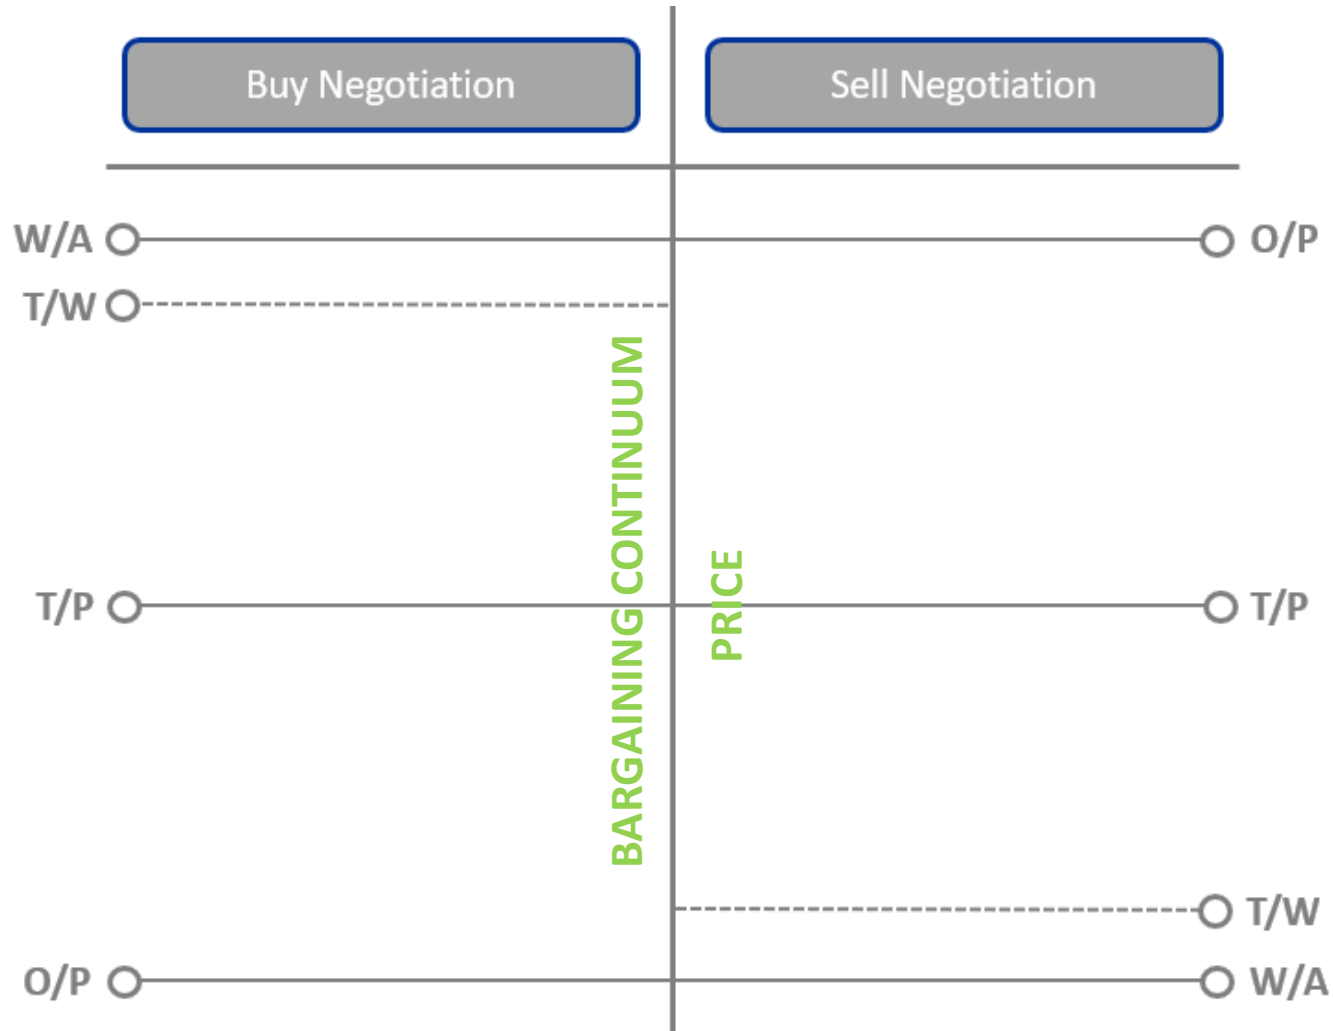 Buy Negotiation
Sell Negotiation
W/A
O/P
T/W
BARGAINING CONTINUUM
PRICE
T/P
T/P
T/W
O/P
W/A